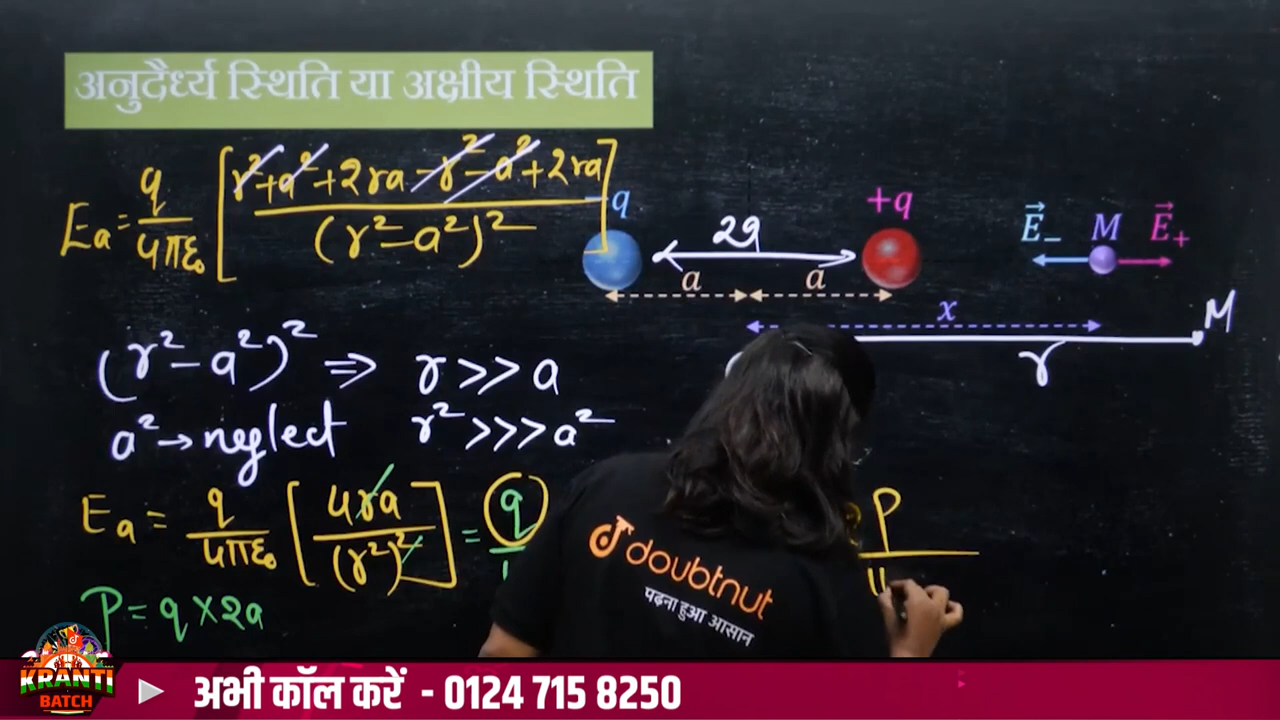 अनुदैर्ध्य स्थिति या अक्षीय स्थिति
Ea = q/4πε₀ [r²+a²+2ra-r²-a²+2ra/(r²-a²)²]
-q
+q
2a
a
a
E⃗₋ M E⃗₊
x
M
r
(r²-a²)² ⇒ r>>a
a²→neglect r²>>>a²
Ea = q/4πε₀ [4ra/(r²)²] = q
P
P = q×2a
doubtnut
पढ़ना हुआ आसान
KRANTI
BATCH
अभी कॉल करें - 0124 715 8250